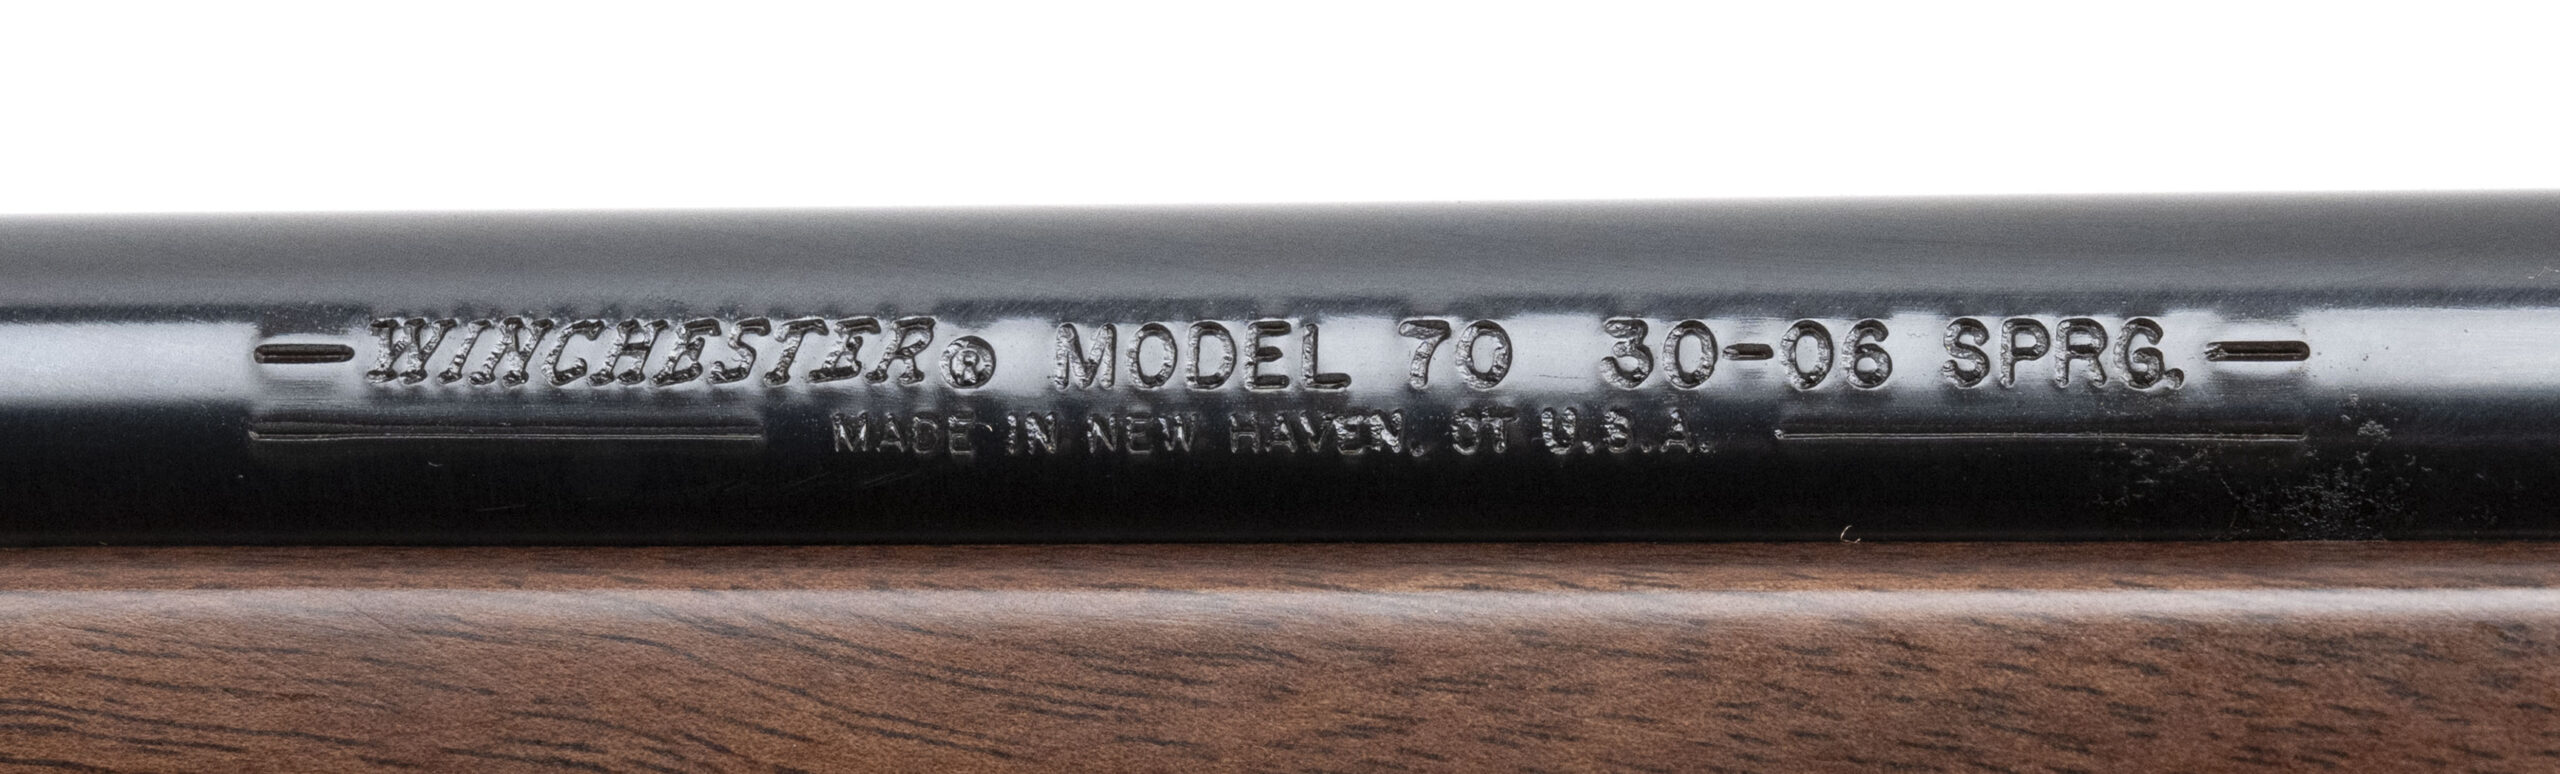 -WINCHESTER® MODEL 70 30-06 SPRG.-
MADE IN NEW HAVEN, CT U.S.A.